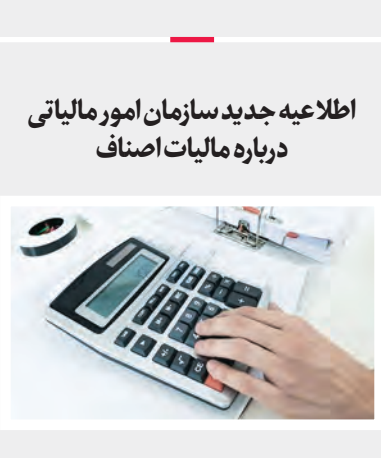 اطلاعیه جدید سازمان امور مالیاتی
درباره مالیات اصناف